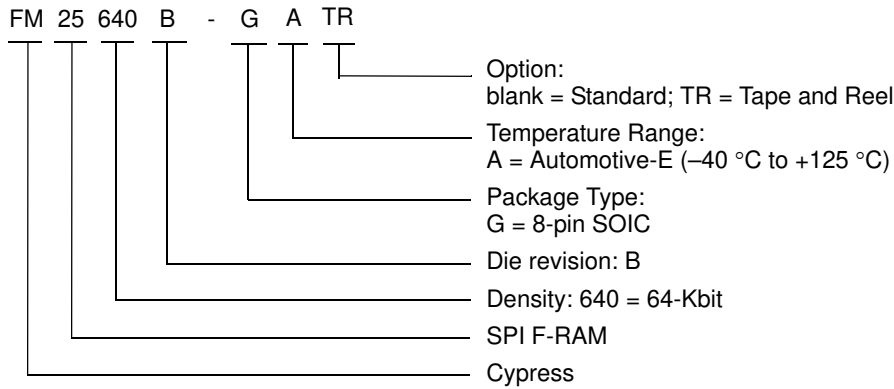 FM 25 640 B - G A TR
Option:
blank = Standard; TR = Tape and Reel
Temperature Range:
A = Automotive-E (–40 °C to +125 °C)
Package Type:
G = 8-pin SOIC
Die revision: B
Density: 640 = 64-Kbit
SPI F-RAM
Cypress